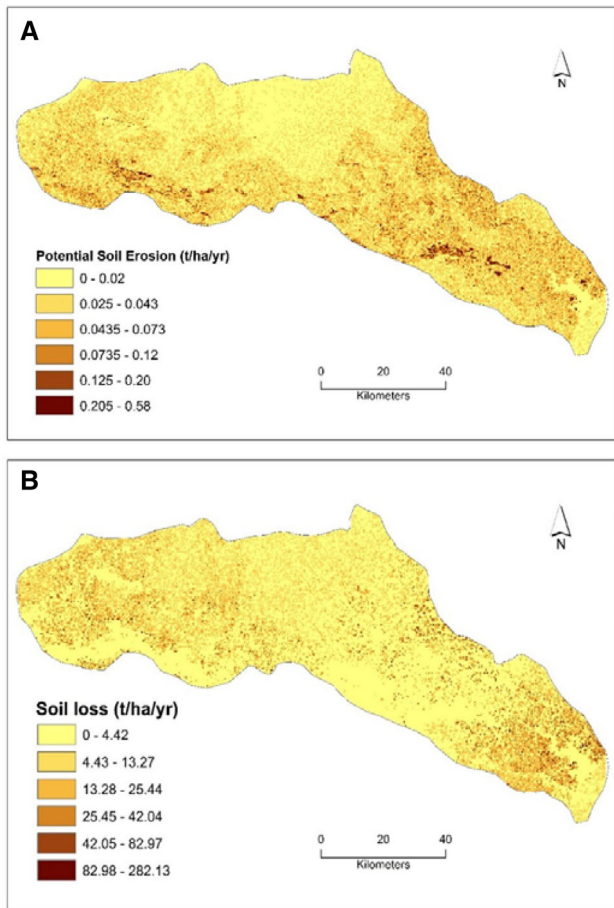 A
N
Potential Soil Erosion (t/ha/yr)
0 - 0.02
0.025 - 0.043
0.0435 - 0.073
0.0735 - 0.12
0.125 - 0.20
0.205 - 0.58
0 20 40
Kilometers
B
N
Soil loss (t/ha/yr)
0 - 4.42
4.43 - 13.27
13.28 - 25.44
25.45 - 42.04
42.05 - 82.97
82.98 - 282.13
0 20 40
Kilometers